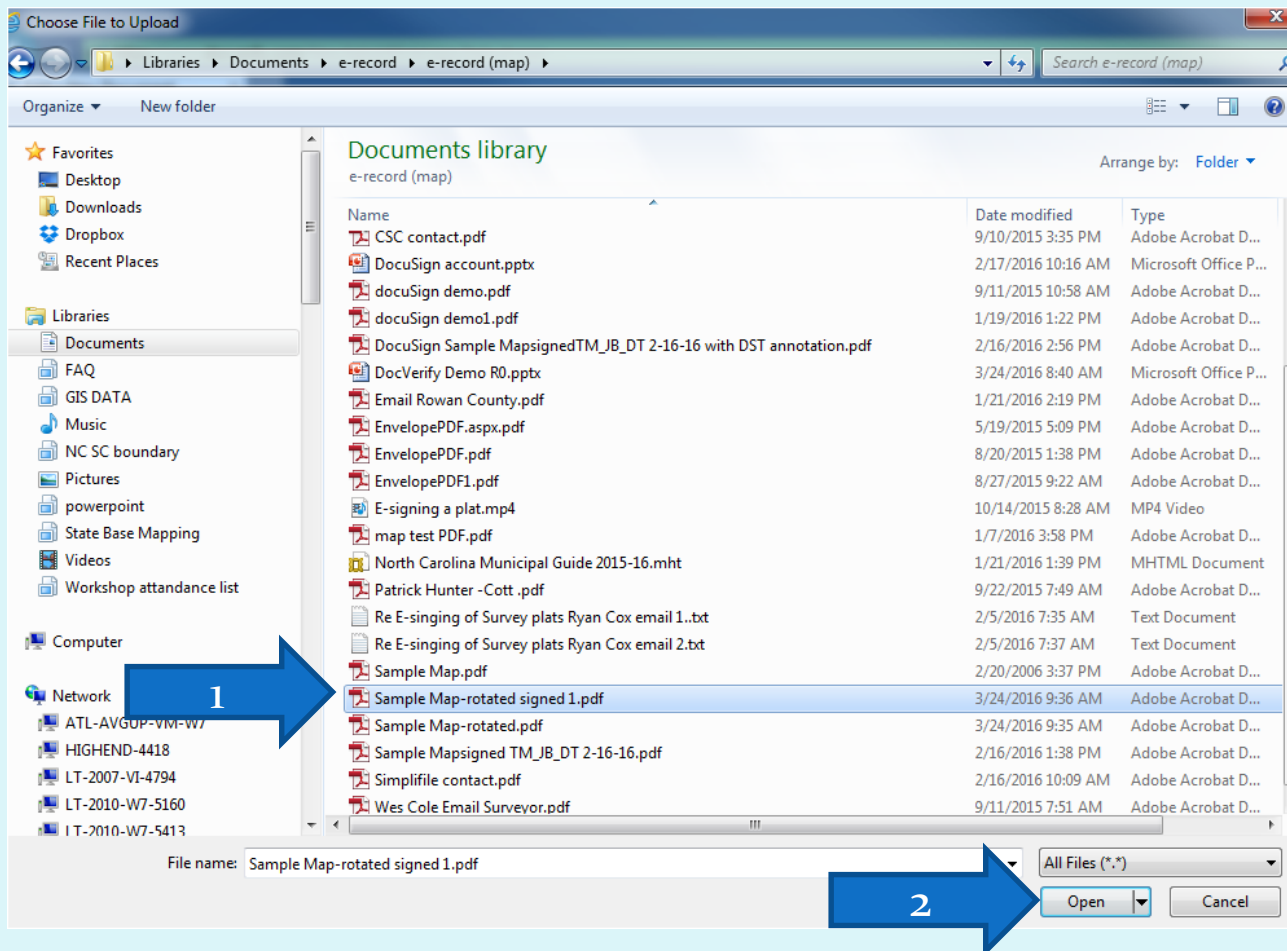 Choose File to Upload
Libraries Documents e-record e-record (map)
Search e-record (map)
Organize New folder
Favorites
Desktop
Downloads
Dropbox
Recent Places
Libraries
Documents
FAQ
GIS DATA
Music
NC SC boundary
Pictures
powerpoint
State Base Mapping
Videos
Workshop attandance list
Computer
Network
ATL-AVGUP-VM-W7
HIGHEND-4418
LT-2007-VI-4794
LT-2010-W7-5160
LT-2010-W7-5413
Documents library
e-record (map)
Arrange by: Folder
Name Date modified Type
CSC contact.pdf 9/10/2015 3:35 PM Adobe Acrobat D...
DocuSign account.pptx 2/17/2016 10:16 AM Microsoft Office P...
docuSign demo.pdf 9/11/2015 10:58 AM Adobe Acrobat D...
docuSign demo1.pdf 1/19/2016 1:22 PM Adobe Acrobat D...
DocuSign Sample MapsignedTM_JB_DT 2-16-16 with DST annotation.pdf 2/16/2016 2:56 PM Adobe Acrobat D...
DocVerify Demo R0.pptx 3/24/2016 8:40 AM Microsoft Office P...
Email Rowan County.pdf 1/21/2016 2:19 PM Adobe Acrobat D...
EnvelopePDF.aspx.pdf 5/19/2015 5:09 PM Adobe Acrobat D...
EnvelopePDF.pdf 8/20/2015 1:38 PM Adobe Acrobat D...
EnvelopePDF1.pdf 8/27/2015 9:22 AM Adobe Acrobat D...
E-signing a plat.mp4 10/14/2015 8:28 AM MP4 Video
map test PDF.pdf 1/7/2016 3:58 PM Adobe Acrobat D...
North Carolina Municipal Guide 2015-16.mht 1/21/2016 1:39 PM MHTML Document
Patrick Hunter -Cott .pdf 9/22/2015 7:49 AM Adobe Acrobat D...
Re E-singing of Survey plats Ryan Cox email 1..txt 2/5/2016 7:35 AM Text Document
Re E-singing of Survey plats Ryan Cox email 2.txt 2/5/2016 7:37 AM Text Document
Sample Map.pdf 2/20/2006 3:37 PM Adobe Acrobat D...
1
Sample Map-rotated signed 1.pdf 3/24/2016 9:36 AM Adobe Acrobat D...
Sample Map-rotated.pdf 3/24/2016 9:35 AM Adobe Acrobat D...
Sample Mapsigned TM_JB_DT 2-16-16.pdf 2/16/2016 1:38 PM Adobe Acrobat D...
Simplifile contact.pdf 2/16/2016 10:09 AM Adobe Acrobat D...
Wes Cole Email Surveyor.pdf 9/11/2015 7:51 AM Adobe Acrobat D...
File name: Sample Map-rotated signed 1.pdf All Files (*.*)
2
Open Cancel